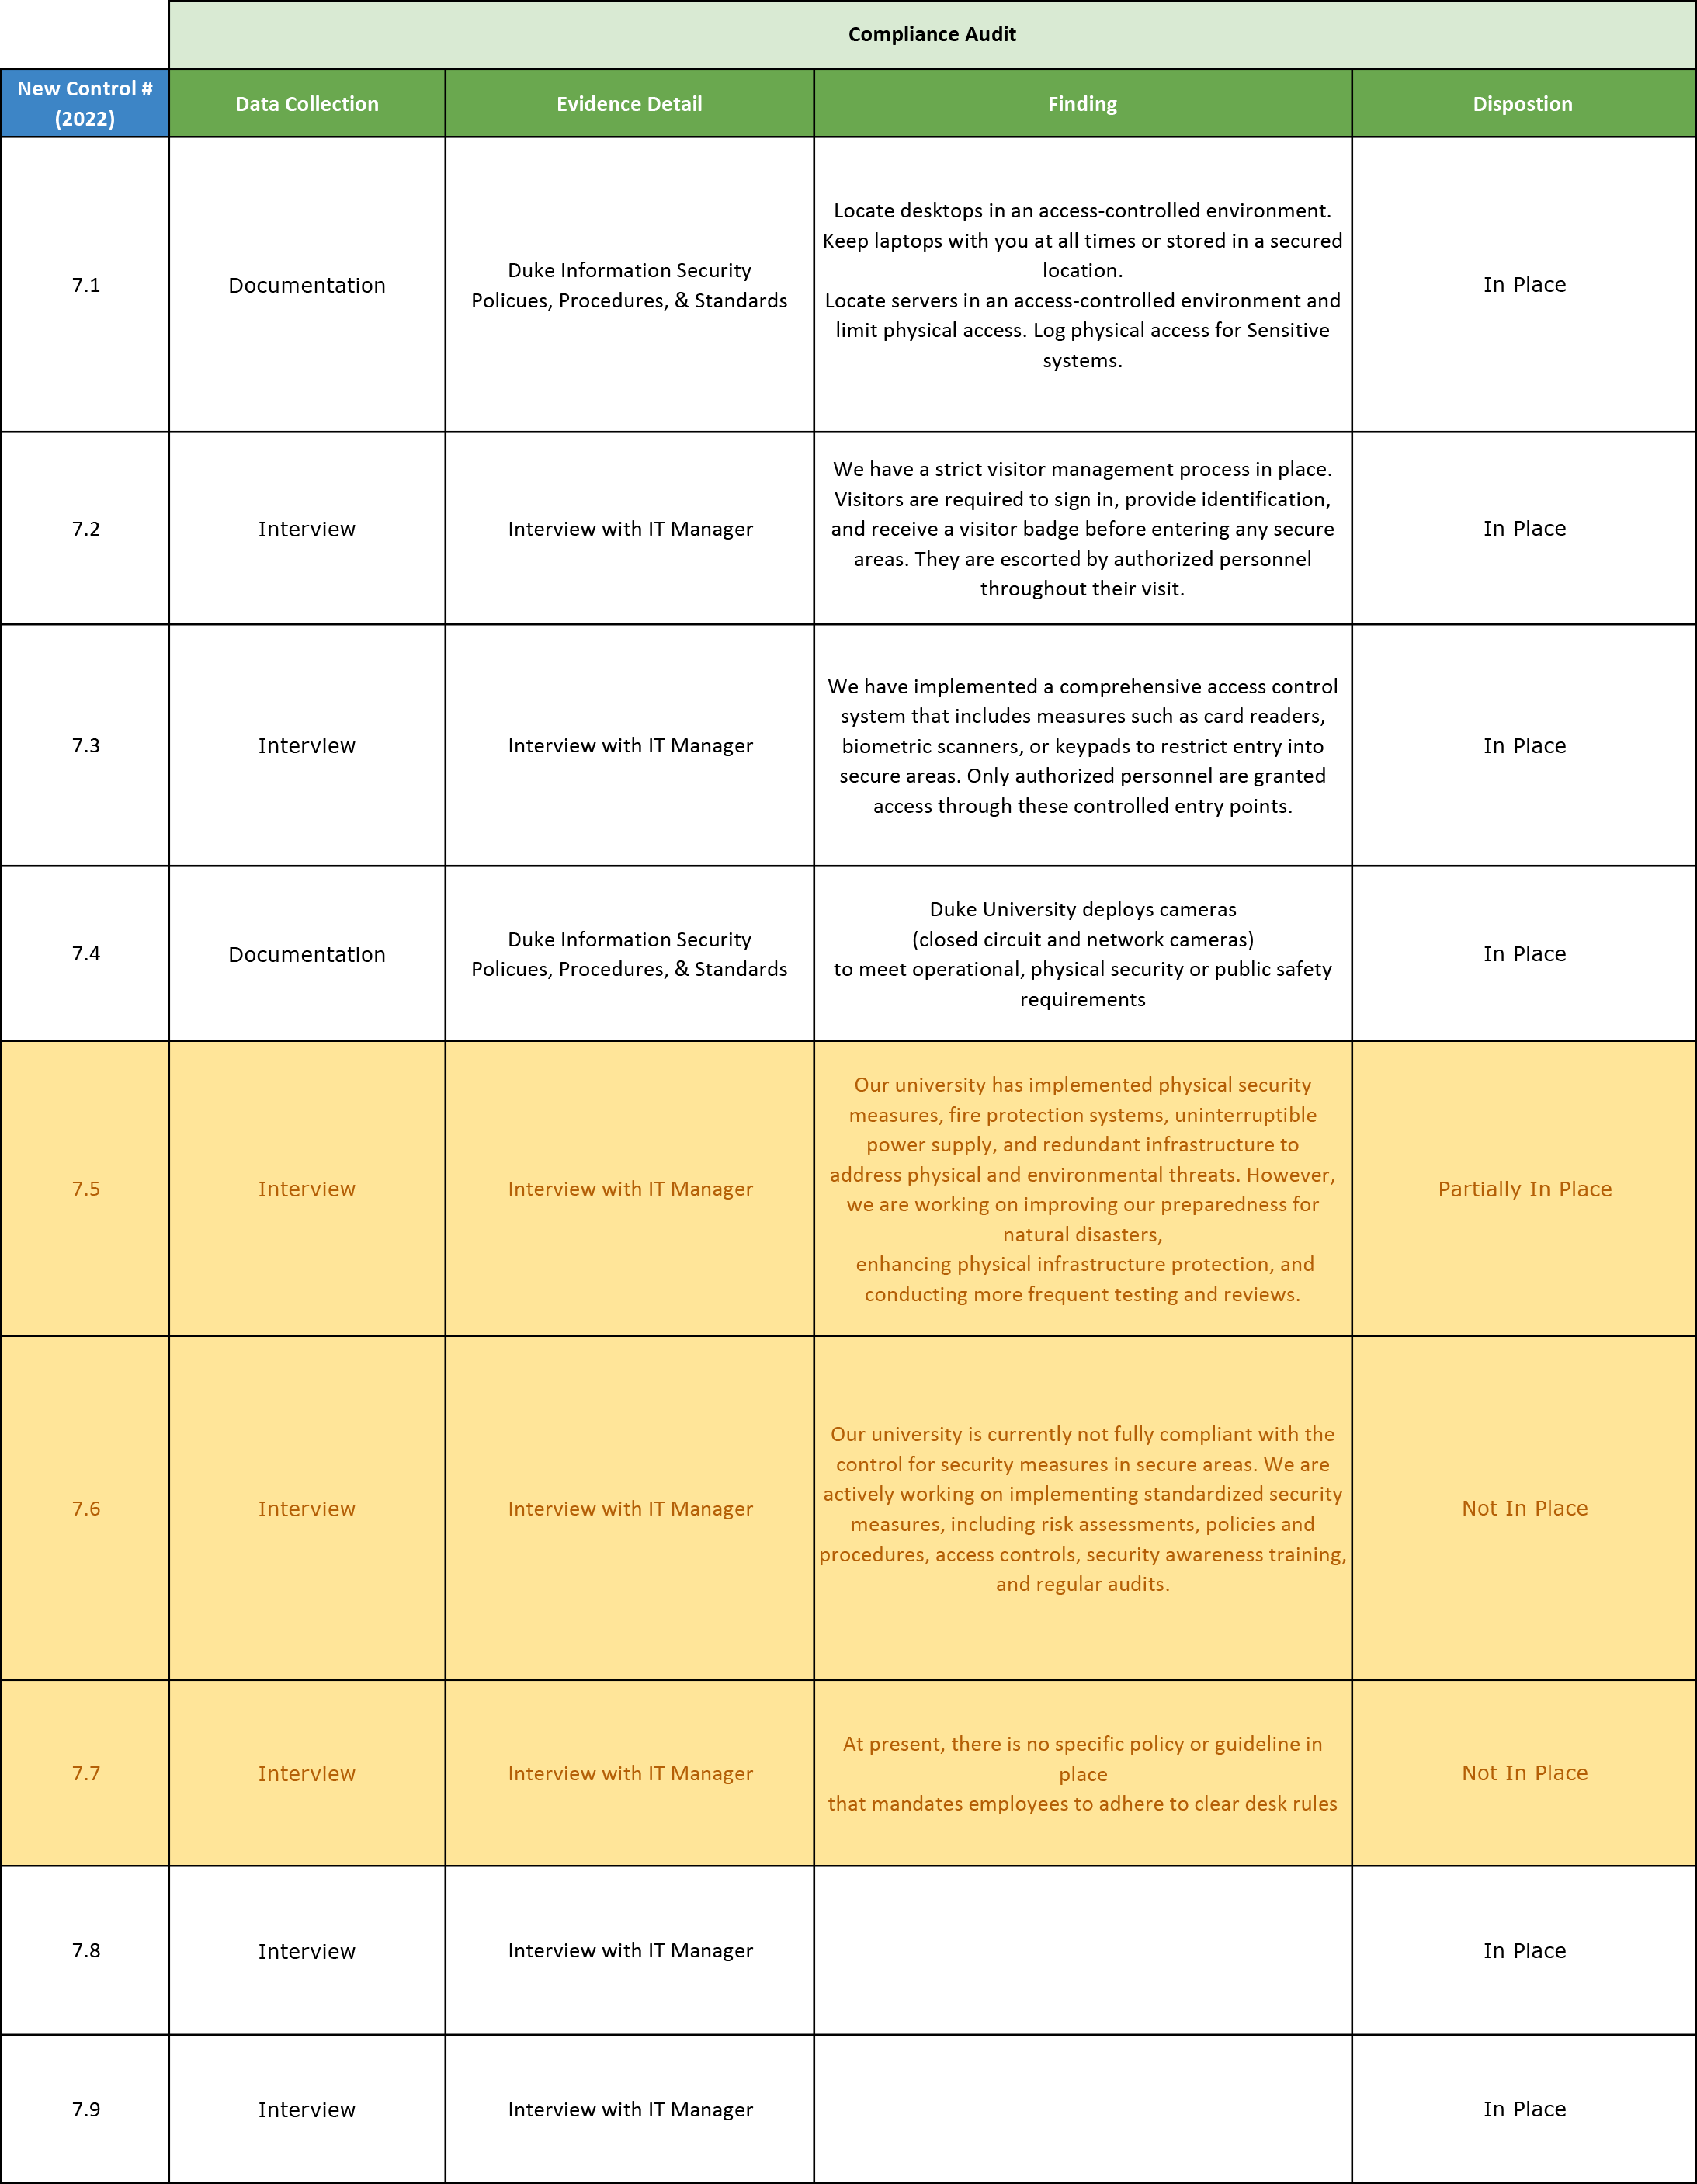 Compliance Audit
New Control #
(2022)
Data Collection
Evidence Detail
Finding
Dispostion
7.1
Documentation
Duke Information Security
Policues, Procedures, & Standards
Locate desktops in an access-controlled environment.
Keep laptops with you at all times or stored in a secured
location.
Locate servers in an access-controlled environment and
limit physical access. Log physical access for Sensitive
systems.
In Place
7.2
Interview
Interview with IT Manager
We have a strict visitor management process in place.
Visitors are required to sign in, provide identification,
and receive a visitor badge before entering any secure
areas. They are escorted by authorized personnel
throughout their visit.
In Place
7.3
Interview
Interview with IT Manager
We have implemented a comprehensive access control
system that includes measures such as card readers,
biometric scanners, or keypads to restrict entry into
secure areas. Only authorized personnel are granted
access through these controlled entry points.
In Place
7.4
Documentation
Duke Information Security
Policues, Procedures, & Standards
Duke University deploys cameras
(closed circuit and network cameras)
to meet operational, physical security or public safety
requirements
In Place
7.5
Interview
Interview with IT Manager
Our university has implemented physical security
measures, fire protection systems, uninterruptible
power supply, and redundant infrastructure to
address physical and environmental threats. However,
we are working on improving our preparedness for
natural disasters,
enhancing physical infrastructure protection, and
conducting more frequent testing and reviews.
Partially In Place
7.6
Interview
Interview with IT Manager
Our university is currently not fully compliant with the
control for security measures in secure areas. We are
actively working on implementing standardized security
measures, including risk assessments, policies and
procedures, access controls, security awareness training,
and regular audits.
Not In Place
7.7
Interview
Interview with IT Manager
At present, there is no specific policy or guideline in
place
that mandates employees to adhere to clear desk rules
Not In Place
7.8
Interview
Interview with IT Manager
In Place
7.9
Interview
Interview with IT Manager
In Place